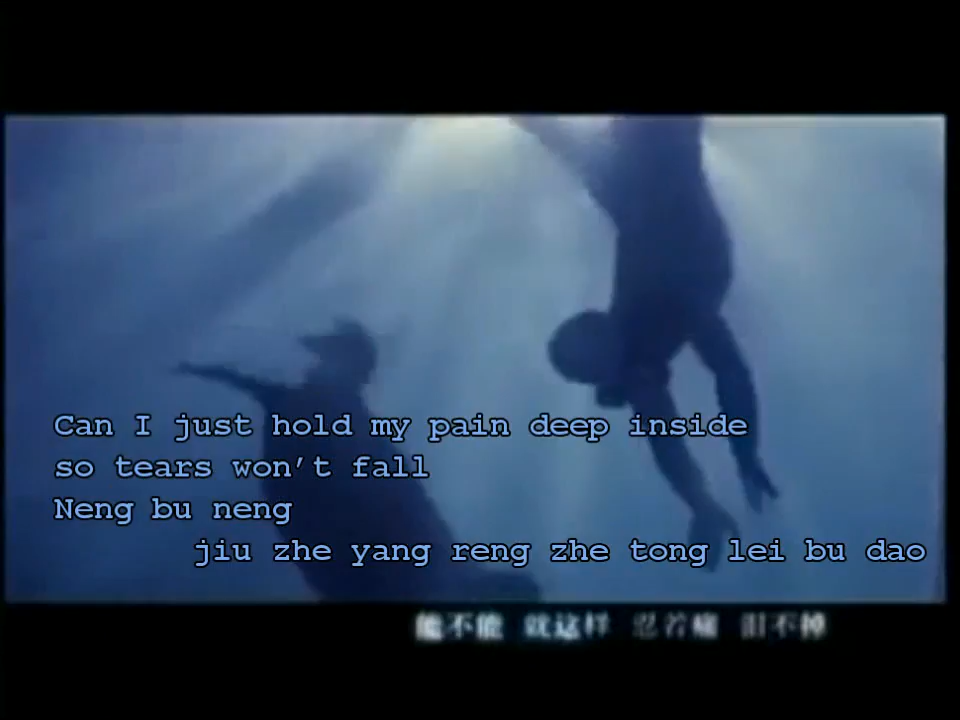 Can I just hold my pain deep inside
so tears won't fall
Neng bu neng
jiu zhe yang reng zhe tong lei bu dao
能不能 就这样 忍着痛 泪不掉